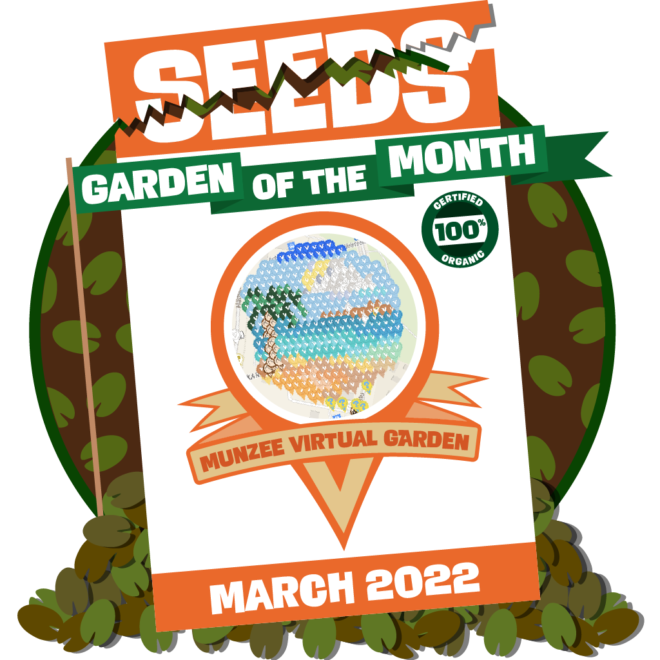 SEEDS
GARDEN OF THE MONTH
CERTIFIED
100%
ORGANIC
MUNZEE VIRTUAL GARDEN
MARCH 2022